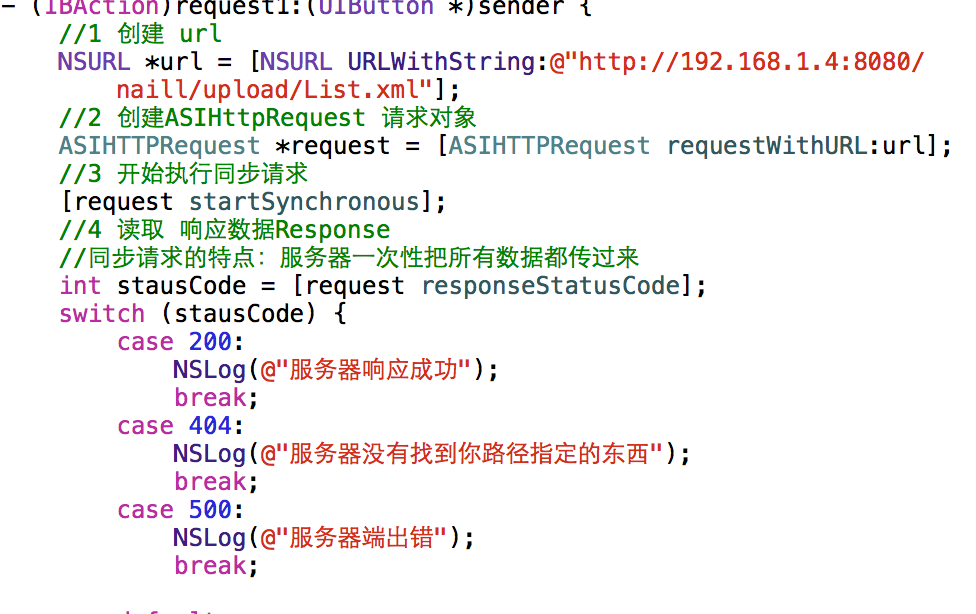 - (IBAction)request1:(UIButton *)sender {
//1 创建 url
NSURL *url = [NSURL URLWithString:@"http://192.168.1.4:8080/
naill/upload/List.xml"];
//2 创建ASIHttpRequest 请求对象
ASIHTTPRequest *request = [ASIHTTPRequest requestWithURL:url];
//3 开始执行同步请求
[request startSynchronous];
//4 读取 响应数据Response
//同步请求的特点：服务器一次性把所有数据都传过来
int stausCode = [request responseStatusCode];
switch (stausCode) {
case 200:
NSLog(@"服务器响应成功");
break;
case 404:
NSLog(@"服务器没有找到你路径指定的东西");
break;
case 500:
NSLog(@"服务器端出错");
break;